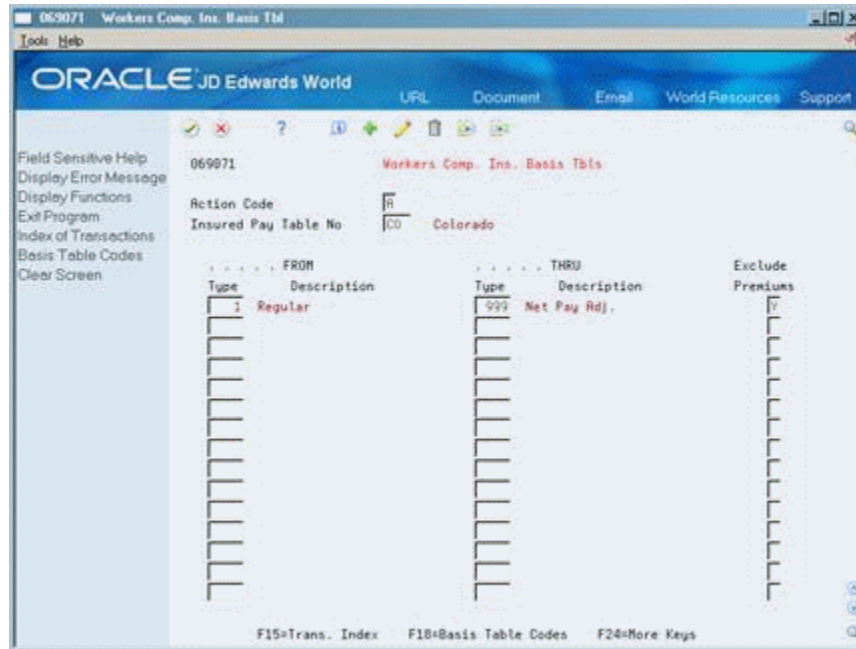 069071 Workers Comp. Ins. Basis Tbl
Tools Help
ORACLE JD Edwards World
URL Document Email World Resources Support
Field Sensitive Help
Display Error Message
Display Functions
Exit Program
Index of Transactions
Basis Table Codes
Clear Screen
069071 Workers Comp. Ins. Basis Tbls
Action Code A
Insured Pay Table No CO Colorado
. . . . . FROM . . . . . THRU Exclude
Type Description Type Description Premiums
1 Regular 999 Net Pay Adj. Y
F15=Trans. Index F18=Basis Table Codes F24=More Keys